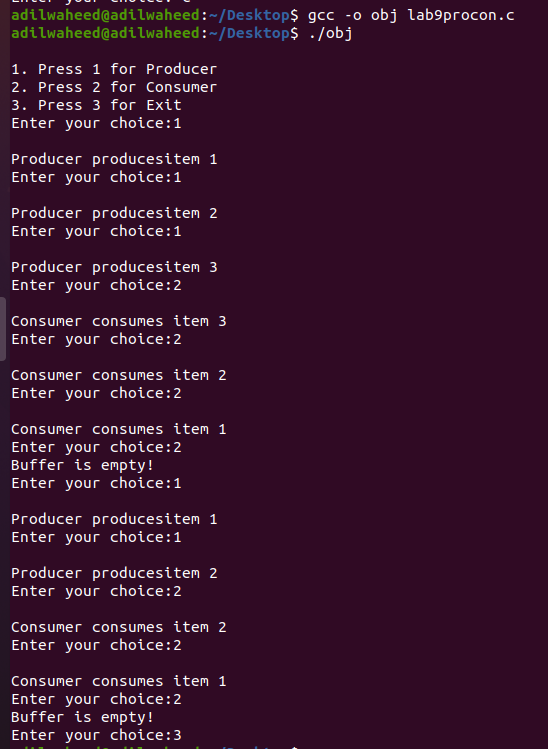 adilwaheed@adilwaheed:~/Desktop$ gcc -o obj lab9procon.c
adilwaheed@adilwaheed:~/Desktop$ ./obj
1. Press 1 for Producer
2. Press 2 for Consumer
3. Press 3 for Exit
Enter your choice:1
Producer producesitem 1
Enter your choice:1
Producer producesitem 2
Enter your choice:1
Producer producesitem 3
Enter your choice:2
Consumer consumes item 3
Enter your choice:2
Consumer consumes item 2
Enter your choice:2
Consumer consumes item 1
Enter your choice:2
Buffer is empty!
Enter your choice:1
Producer producesitem 1
Enter your choice:1
Producer producesitem 2
Enter your choice:2
Consumer consumes item 2
Enter your choice:2
Consumer consumes item 1
Enter your choice:2
Buffer is empty!
Enter your choice:3